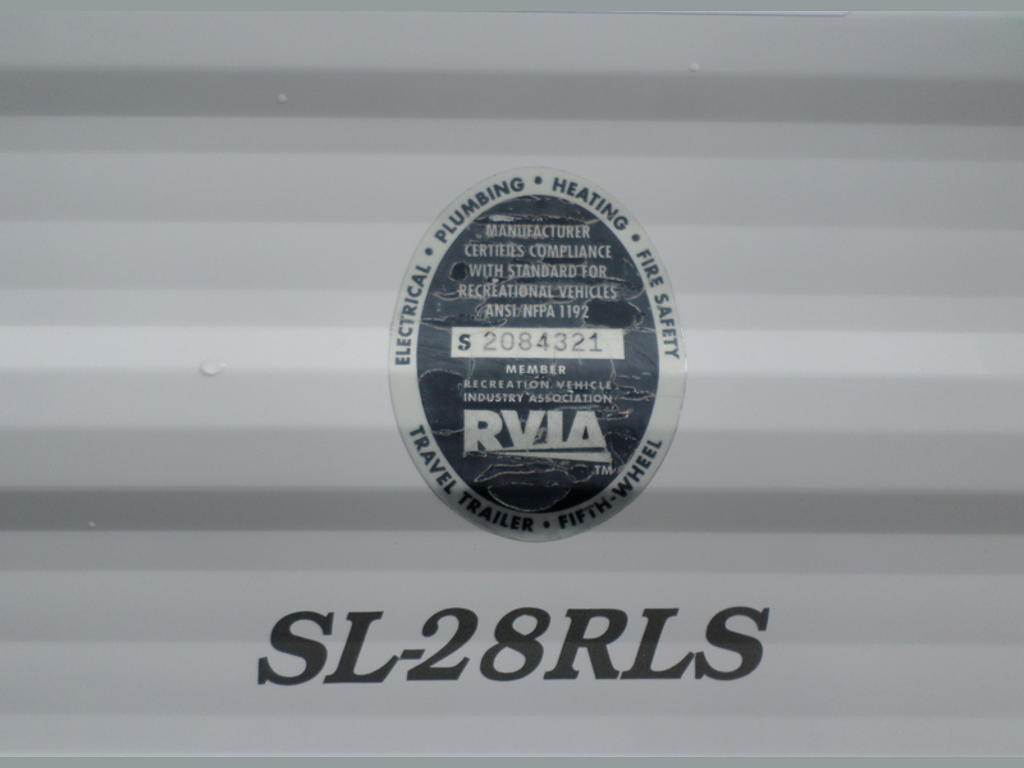 ELECTRICAL • PLUMBING • HEATING • FIRE SAFETY
MANUFACTURER
CERTIFIES COMPLIANCE
WITH STANDARD FOR
RECREATIONAL VEHICLES
ANSI/NFPA 1192
S 2084321
MEMBER
RECREATION VEHICLE
INDUSTRY ASSOCIATION
RVIA
TM
TRAVEL TRAILER • FIFTH-WHEEL
SL-28RLS